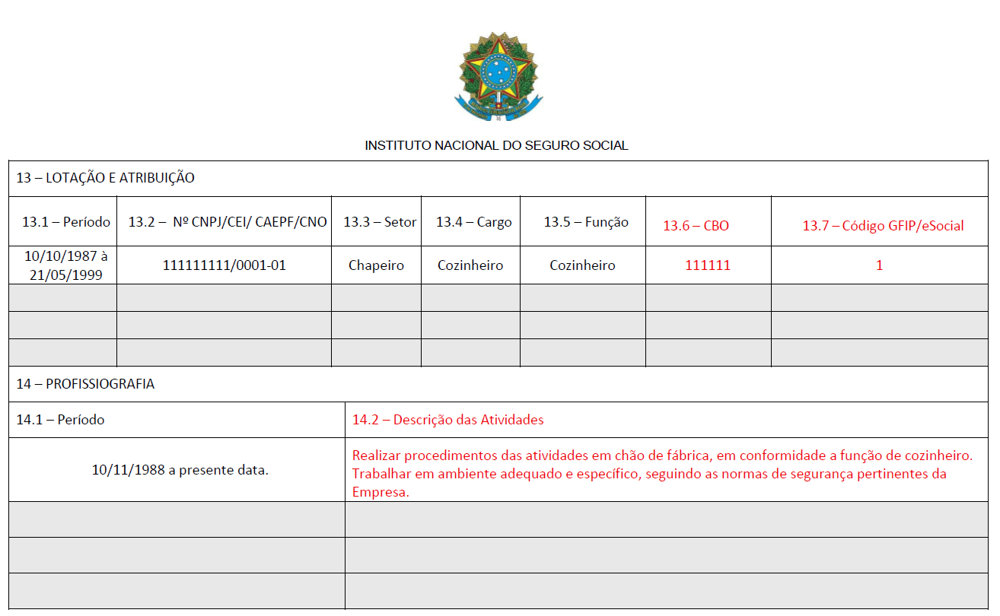 INSTITUTO NACIONAL DO SEGURO SOCIAL
13 – LOTAÇÃO E ATRIBUIÇÃO
13.1 – Período
13.2 – Nº CNPJ/CEI/ CAEPF/CNO
13.3 – Setor
13.4 – Cargo
13.5 – Função
13.6 – CBO
13.7 – Código GFIP/eSocial
10/10/1987 à
21/05/1999
111111111/0001-01
Chapeiro
Cozinheiro
Cozinheiro
111111
1
14 – PROFISSIOGRAFIA
14.1 – Período
14.2 – Descrição das Atividades
10/11/1988 a presente data.
Realizar procedimentos das atividades em chão de fábrica, em conformidade a função de cozinheiro.
Trabalhar em ambiente adequado e específico, seguindo as normas de segurança pertinentes da
Empresa.